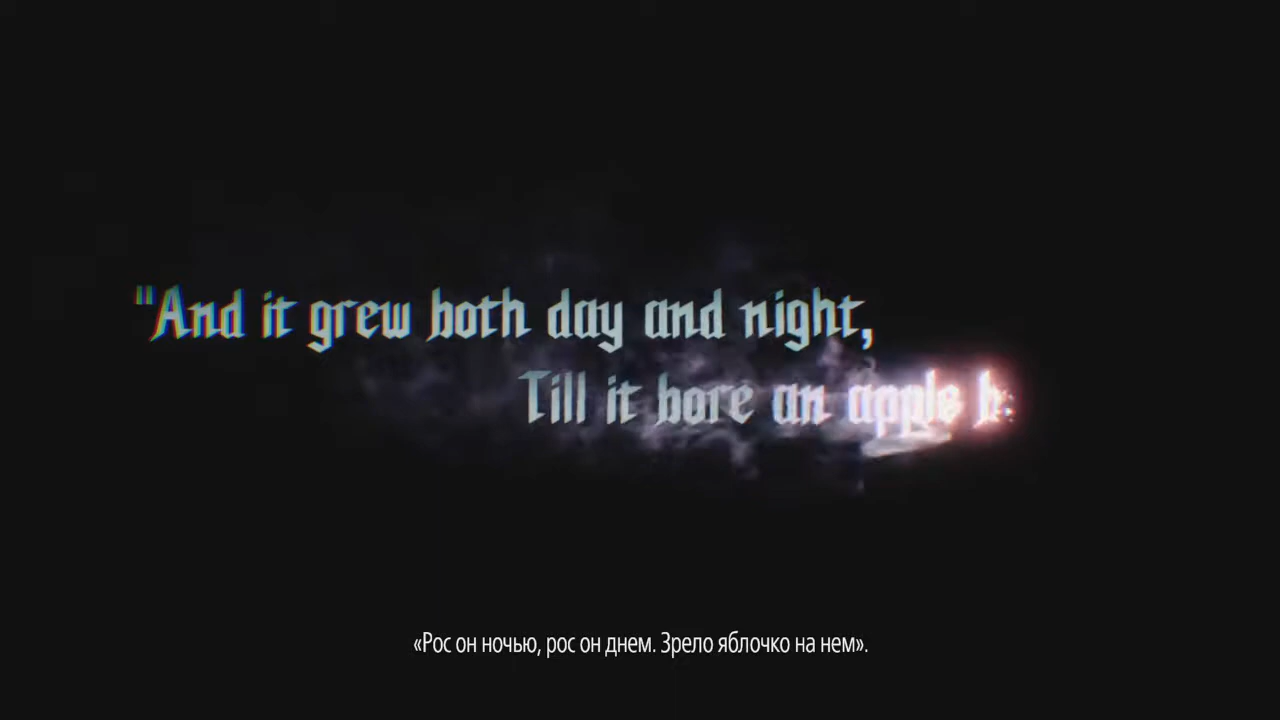 "And it grew both day and night,
Till it bore an apple b
«Рос он ночью, рос он днем. Зрело яблочко на нем».